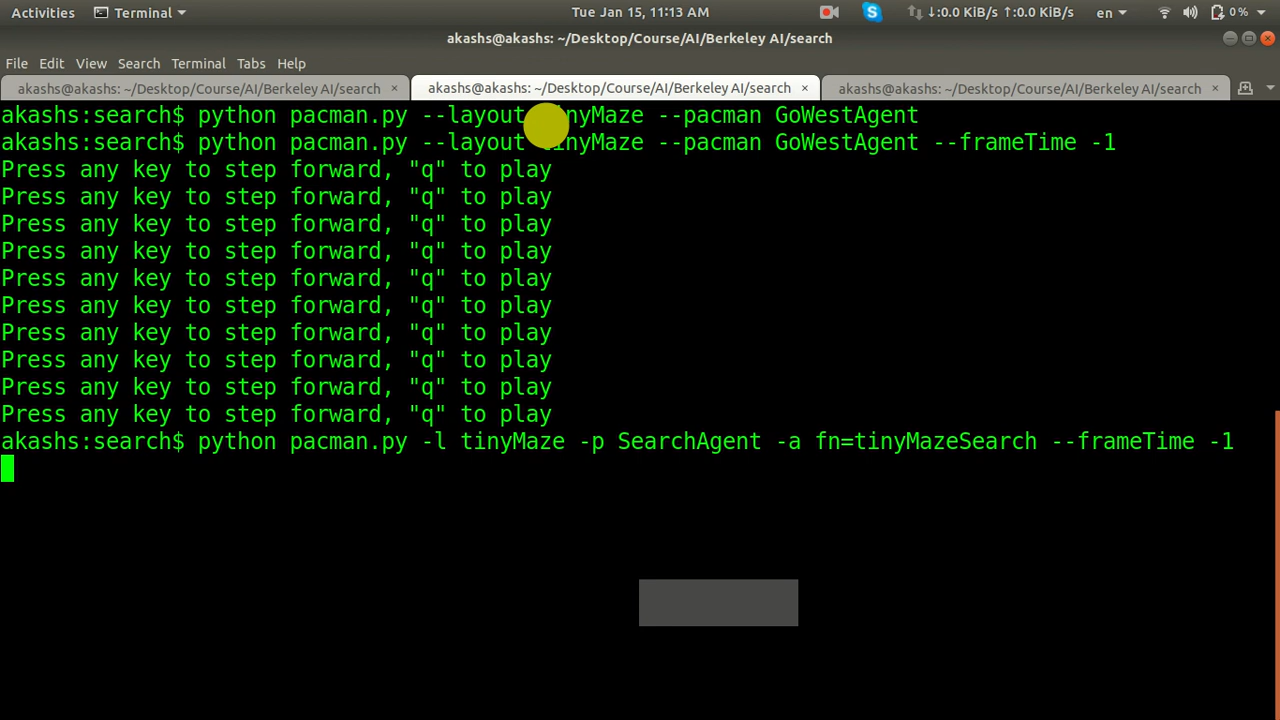 Activities Terminal Tue Jan 15, 11:13 AM ↓:0.0 KiB/s ↑:0.0 KiB/s en 0 %
akashs@akashs: ~/Desktop/Course/AI/Berkeley AI/search
File Edit View Search Terminal Tabs Help
akashs@akashs: ~/Desktop/Course/AI/Berkeley AI/search × akashs@akashs: ~/Desktop/Course/AI/Berkeley AI/search × akashs@akashs: ~/Desktop/Course/AI/Berkeley AI/search ×
akashs:search$ python pacman.py --layout tinyMaze --pacman GoWestAgent
akashs:search$ python pacman.py --layout tinyMaze --pacman GoWestAgent --frameTime -1
Press any key to step forward, "q" to play
Press any key to step forward, "q" to play
Press any key to step forward, "q" to play
Press any key to step forward, "q" to play
Press any key to step forward, "q" to play
Press any key to step forward, "q" to play
Press any key to step forward, "q" to play
Press any key to step forward, "q" to play
Press any key to step forward, "q" to play
Press any key to step forward, "q" to play
akashs:search$ python pacman.py -l tinyMaze -p SearchAgent -a fn=tinyMazeSearch --frameTime -1